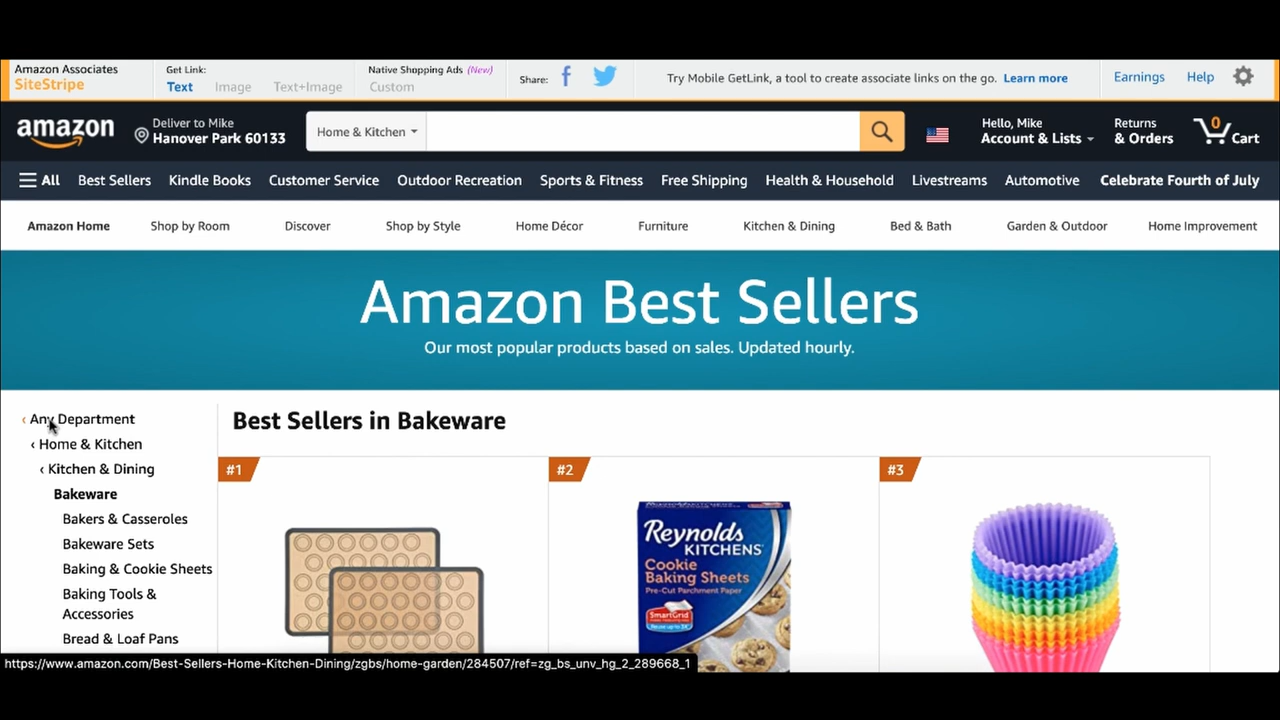 Amazon Associates
SiteStripe
Get Link:
Text Image Text+Image
Native Shopping Ads (New)
Custom
Share:
Try Mobile GetLink, a tool to create associate links on the go. Learn more
Earnings Help
amazon
Deliver to Mike
Hanover Park 60133
Home & Kitchen
Hello, Mike
Account & Lists
Returns
& Orders
0
Cart
All Best Sellers Kindle Books Customer Service Outdoor Recreation Sports & Fitness Free Shipping Health & Household Livestreams Automotive Celebrate Fourth of July
Amazon Home Shop by Room Discover Shop by Style Home Décor Furniture Kitchen & Dining Bed & Bath Garden & Outdoor Home Improvement
Amazon Best Sellers
Our most popular products based on sales. Updated hourly.
‹ Any Department
‹ Home & Kitchen
‹ Kitchen & Dining
Bakeware
Bakers & Casseroles
Bakeware Sets
Baking & Cookie Sheets
Baking Tools &
Accessories
Bread & Loaf Pans
Best Sellers in Bakeware
#1
#2
#3
Reynolds
KITCHENS
Cookie
Baking Sheets
Pre-Cut Parchment Paper
SmartGrid
https://www.amazon.com/Best-Sellers-Home-Kitchen-Dining/zgbs/home-garden/284507/ref=zg_bs_unv_hg_2_289668_1